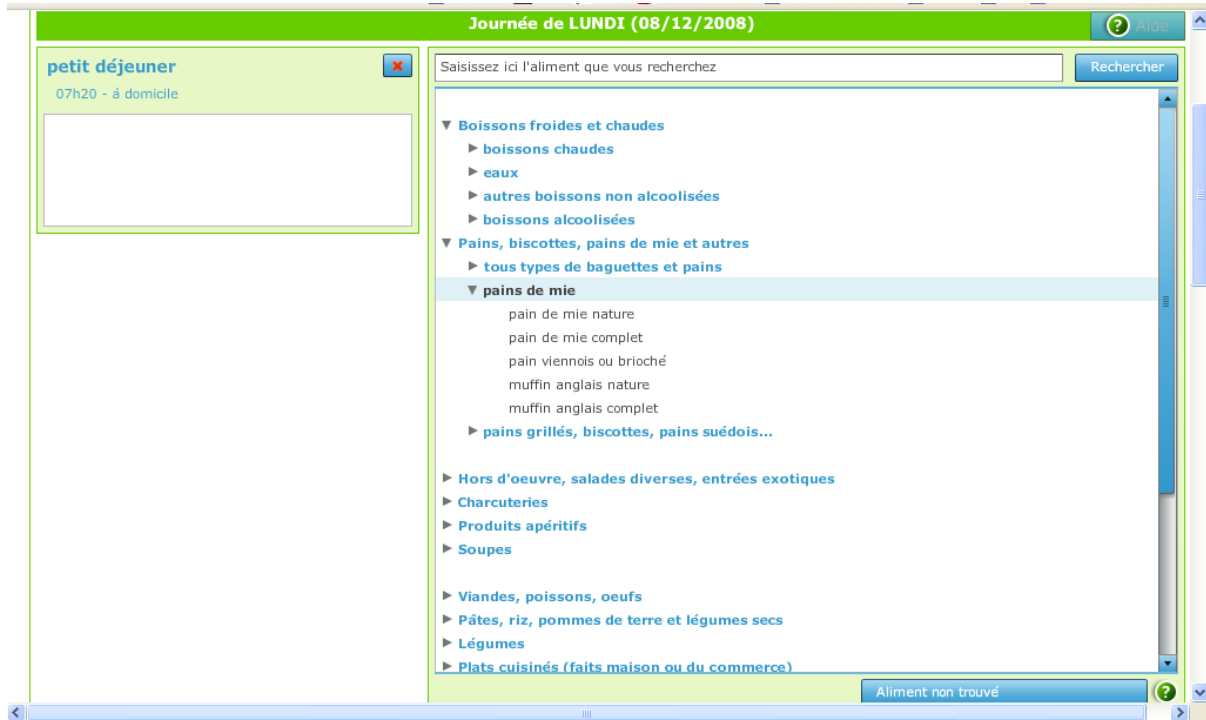 Journée de LUNDI (08/12/2008)
Aide
petit déjeuner
07h20 - à domicile
Saisissez ici l'aliment que vous recherchez
Rechercher
Boissons froides et chaudes
boissons chaudes
eaux
autres boissons non alcoolisées
boissons alcoolisées
Pains, biscottes, pains de mie et autres
tous types de baguettes et pains
pains de mie
pain de mie nature
pain de mie complet
pain viennois ou brioché
muffin anglais nature
muffin anglais complet
pains grillés, biscottes, pains suédois...
Hors d'oeuvre, salades diverses, entrées exotiques
Charcuteries
Produits apéritifs
Soupes
Viandes, poissons, oeufs
Pâtes, riz, pommes de terre et légumes secs
Légumes
Plats cuisinés (faits maison ou du commerce)
Aliment non trouvé